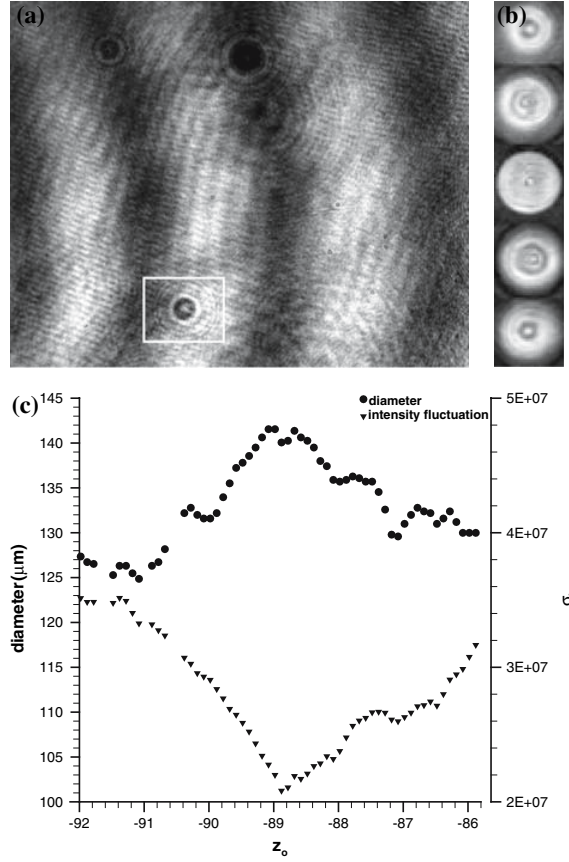 (a)
(b)
(c)
145
140
135
130
125
120
115
110
105
100
diameter (μm)
diameter
intensity fluctuation
5E+07
4E+07
3E+07
2E+07
σ
-92
-91
-90
-89
-88
-87
-86
z₀